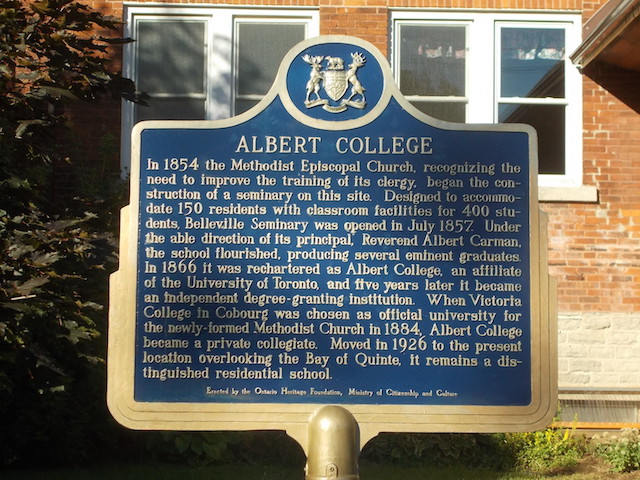 ALBERT COLLEGE
In 1854 the Methodist Episcopal Church, recognizing the
need to improve the training of its clergy, began the con-
struction of a seminary on this site. Designed to accommo-
date 150 residents with classroom facilities for 400 stu-
dents, Belleville Seminary was opened in July 1857. Under
the able direction of its principal, Reverend Albert Carman,
the school flourished, producing several eminent graduates.
In 1866 it was rechartered as Albert College, an affiliate
of the University of Toronto, and five years later it became
an independent degree-granting institution. When Victoria
College in Cobourg was chosen as official university for
the newly-formed Methodist Church in 1884, Albert College
became a private collegiate. Moved in 1926 to the present
location overlooking the Bay of Quinte, it remains a dis-
tinguished residential school.
Erected by the Ontario Heritage Foundation, Ministry of Citizenship and Culture